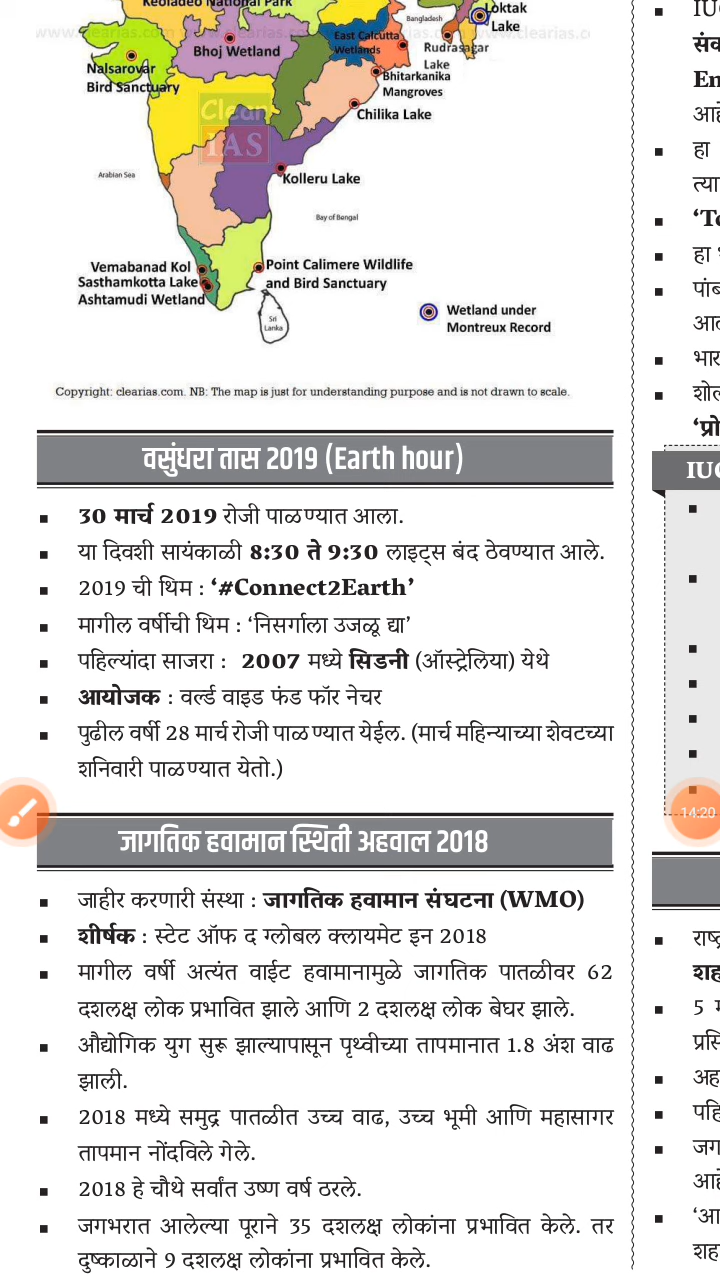 Keoladeo National Park
www.clearias.com
Loktak
Lake
Bangladesh
East Calcutta
Wetlands
Rudrasagar
Lake
Bhoj Wetland
Nalsarovar
Bird Sanctuary
Bhitarkanika
Mangroves
Clear
IAS
Chilika Lake
Arabian Sea
Kolleru Lake
Bay of Bengal
Vemabanad Kol
Sasthamkotta Lake
Ashtamudi Wetland
Point Calimere Wildlife
and Bird Sanctuary
Sri
Lanka
Wetland under
Montreux Record
Copyright: clearias.com. NB: The map is just for understanding purpose and is not drawn to scale.
वसुंधरा तास 2019 (Earth hour)
30 मार्च 2019 रोजी पाळण्यात आला.
या दिवशी सायंकाळी 8:30 ते 9:30 लाइट्स बंद ठेवण्यात आले.
2019 ची थिम : ‘#Connect2Earth’
मागील वर्षीची थिम : ‘निसर्गाला उजळू द्या’
पहिल्यांदा साजरा : 2007 मध्ये सिडनी (ऑस्ट्रेलिया) येथे
आयोजक : वर्ल्ड वाइड फंड फॉर नेचर
पुढील वर्षी 28 मार्च रोजी पाळण्यात येईल. (मार्च महिन्याच्या शेवटच्या
शनिवारी पाळण्यात येतो.)
जागतिक हवामान स्थिती अहवाल 2018
जाहीर करणारी संस्था : जागतिक हवामान संघटना (WMO)
शीर्षक : स्टेट ऑफ द ग्लोबल क्लायमेट इन 2018
मागील वर्षी अत्यंत वाईट हवामानामुळे जागतिक पातळीवर 62
दशलक्ष लोक प्रभावित झाले आणि 2 दशलक्ष लोक बेघर झाले.
औद्योगिक युग सुरू झाल्यापासून पृथ्वीच्या तापमानात 1.8 अंश वाढ
झाली.
2018 मध्ये समुद्र पातळीत उच्च वाढ, उच्च भूमी आणि महासागर
तापमान नोंदविले गेले.
2018 हे चौथे सर्वांत उष्ण वर्ष ठरले.
जगभरात आलेल्या पूराने 35 दशलक्ष लोकांना प्रभावित केले. तर
दुष्काळाने 9 दशलक्ष लोकांना प्रभावित केले.
हा
हा
14:20
5